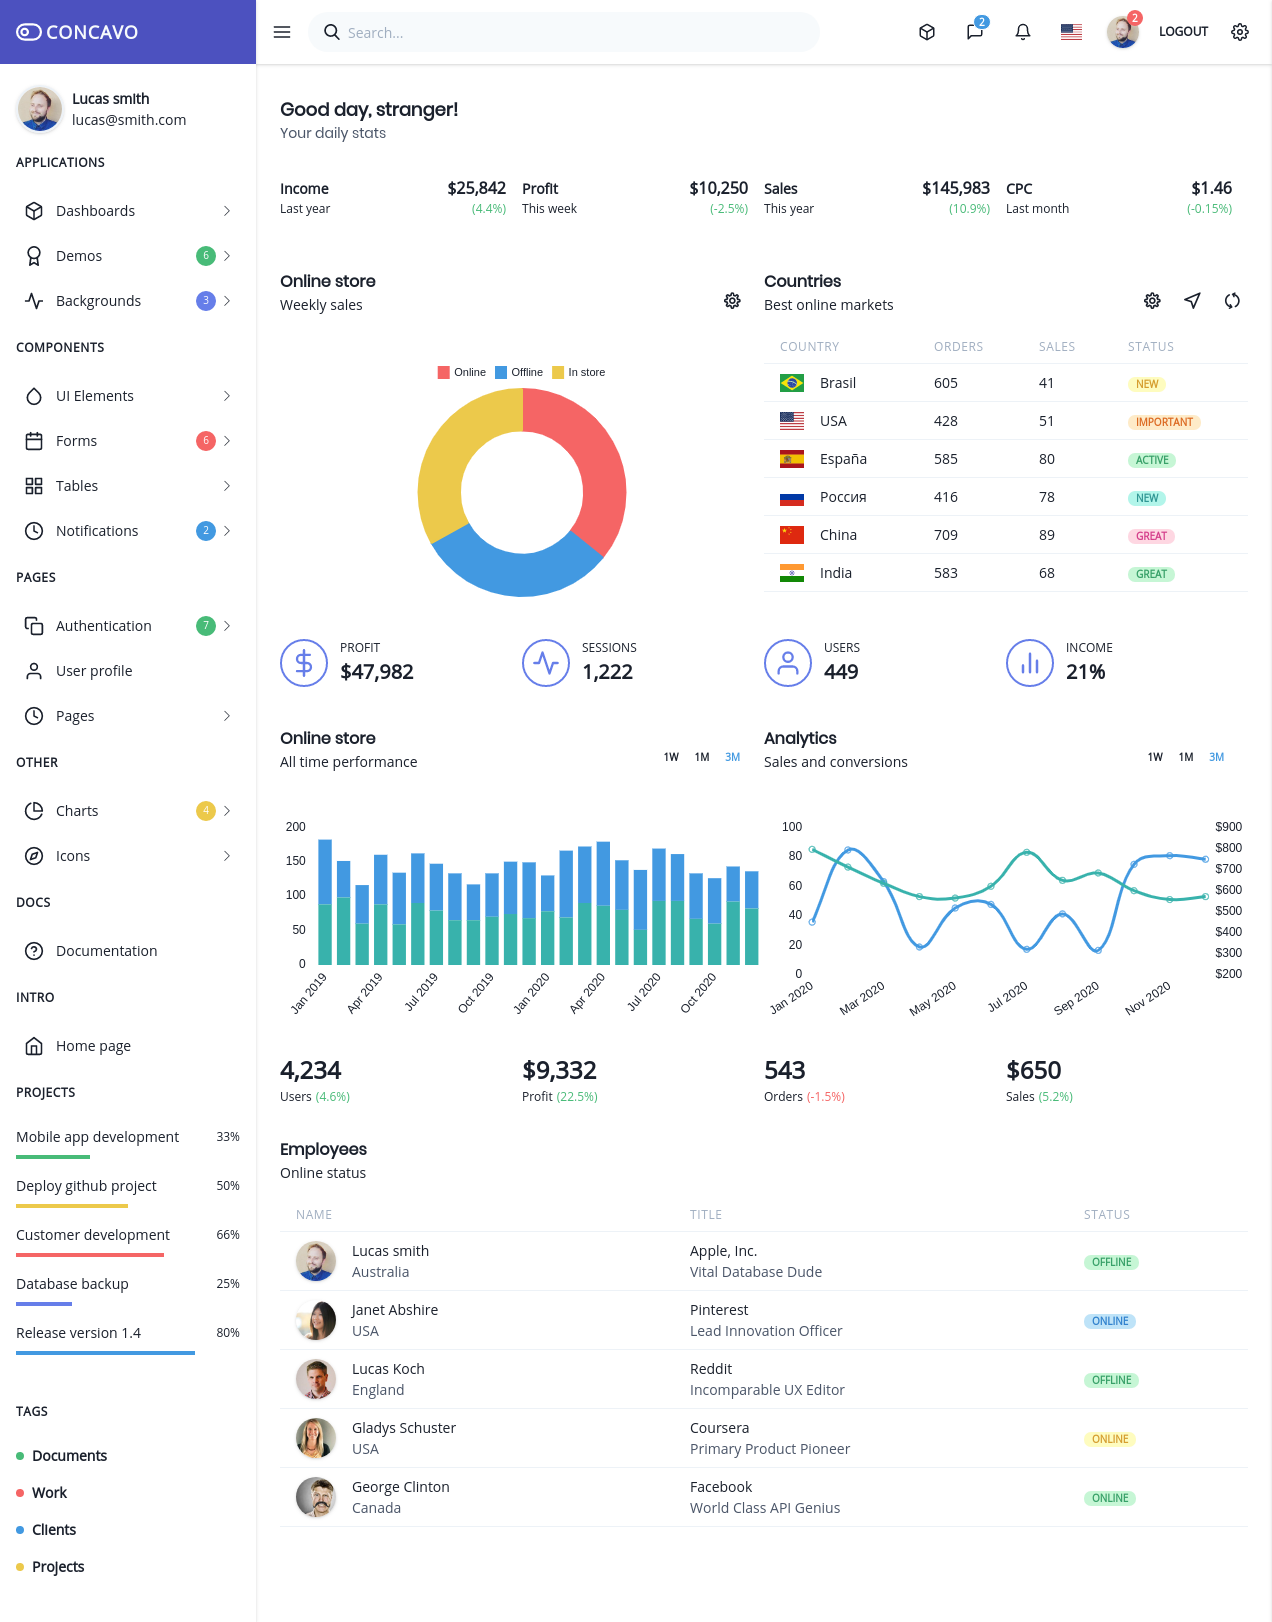 CONCAVO
Search...
2
2
LOGOUT
Lucas smith
lucas@smith.com
APPLICATIONS
Dashboards
Demos 6
Backgrounds 3
COMPONENTS
UI Elements
Forms 6
Tables
Notifications 2
PAGES
Authentication 7
User profile
Pages
OTHER
Charts 4
Icons
DOCS
Documentation
INTRO
Home page
PROJECTS
Mobile app development 33%
Deploy github project 50%
Customer development 66%
Database backup 25%
Release version 1.4 80%
TAGS
Documents
Work
Clients
Projects
Good day, stranger!
Your daily stats
Income $25,842
Last year (4.4%)
Profit $10,250
This week (-2.5%)
Sales $145,983
This year (10.9%)
CPC $1.46
Last month (-0.15%)
Online store
Weekly sales
Online Offline In store
Countries
Best online markets
COUNTRY ORDERS SALES STATUS
Brasil 605 41 NEW
USA 428 51 IMPORTANT
España 585 80 ACTIVE
Россия 416 78 NEW
China 709 89 GREAT
India 583 68 GREAT
PROFIT
$47,982
SESSIONS
1,222
USERS
449
INCOME
21%
Online store
All time performance
1W 1M 3M
200
150
100
50
0
Jan 2019 Apr 2019 Jul 2019 Oct 2019 Jan 2020 Apr 2020 Jul 2020 Oct 2020
Analytics
Sales and conversions
1W 1M 3M
100
80
60
40
20
0
$900
$800
$700
$600
$500
$400
$300
$200
Jan 2020 Mar 2020 May 2020 Jul 2020 Sep 2020 Nov 2020
4,234
Users (4.6%)
$9,332
Profit (22.5%)
543
Orders (-1.5%)
$650
Sales (5.2%)
Employees
Online status
NAME TITLE STATUS
Lucas smith Apple, Inc.
Australia Vital Database Dude
OFFLINE
Janet Abshire Pinterest
USA Lead Innovation Officer
ONLINE
Lucas Koch Reddit
England Incomparable UX Editor
OFFLINE
Gladys Schuster Coursera
USA Primary Product Pioneer
ONLINE
George Clinton Facebook
Canada World Class API Genius
ONLINE